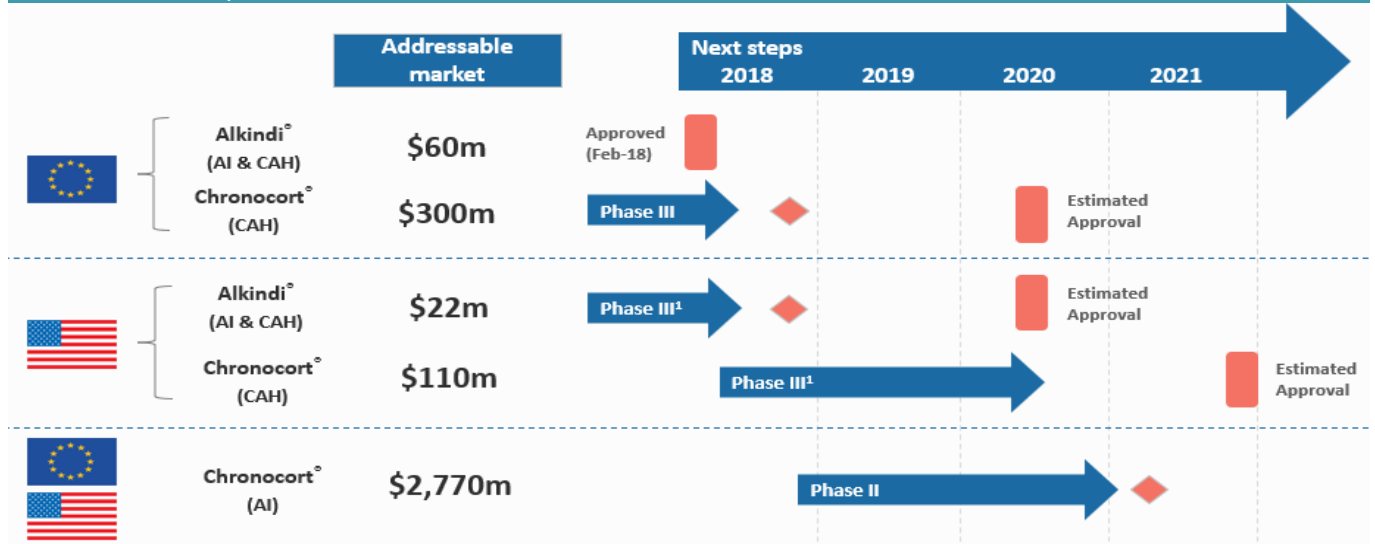 Addressable
market
Next steps
2018 2019 2020 2021
Alkindi®
(AI & CAH)
$60m
Approved
(Feb-18)
Chronocort®
(CAH)
$300m
Phase III
Estimated
Approval
Alkindi®
(AI & CAH)
$22m
Phase III¹
Estimated
Approval
Chronocort®
(CAH)
$110m
Phase III¹
Estimated
Approval
Chronocort®
(AI)
$2,770m
Phase II